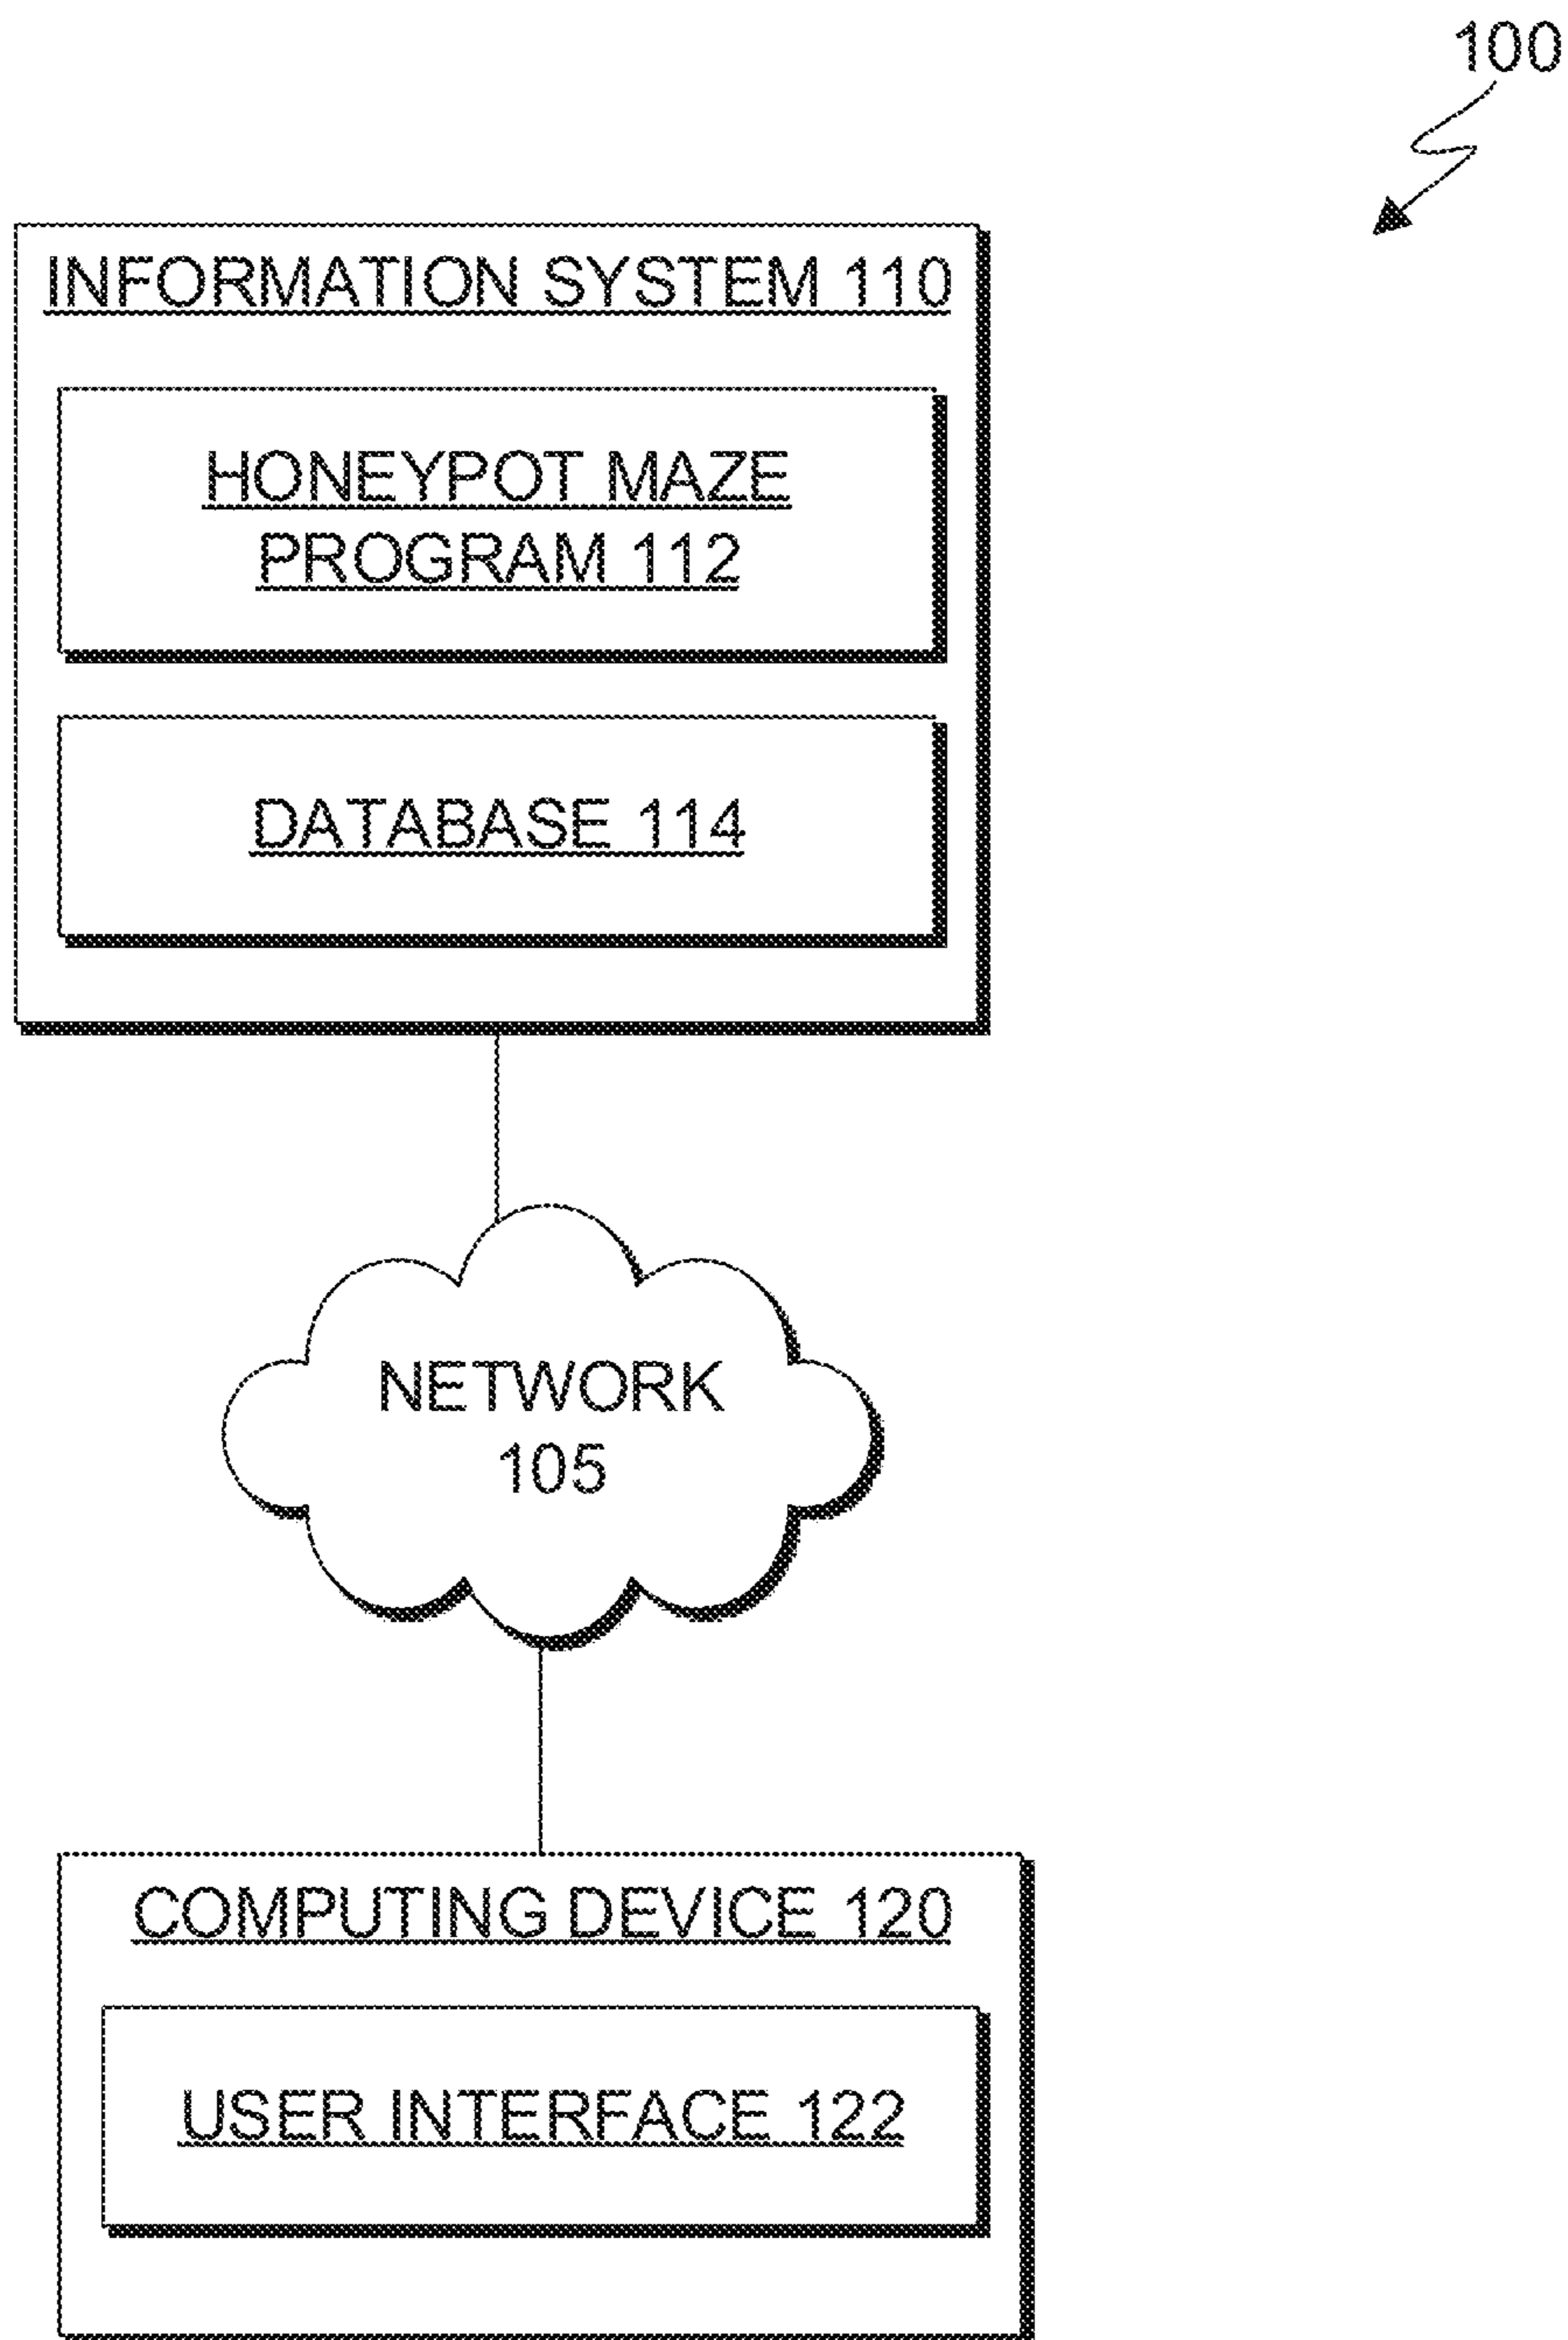 100
INFORMATION SYSTEM 110
HONEYPOT MAZE
PROGRAM 112
DATABASE 114
NETWORK
105
COMPUTING DEVICE 120
USER INTERFACE 122